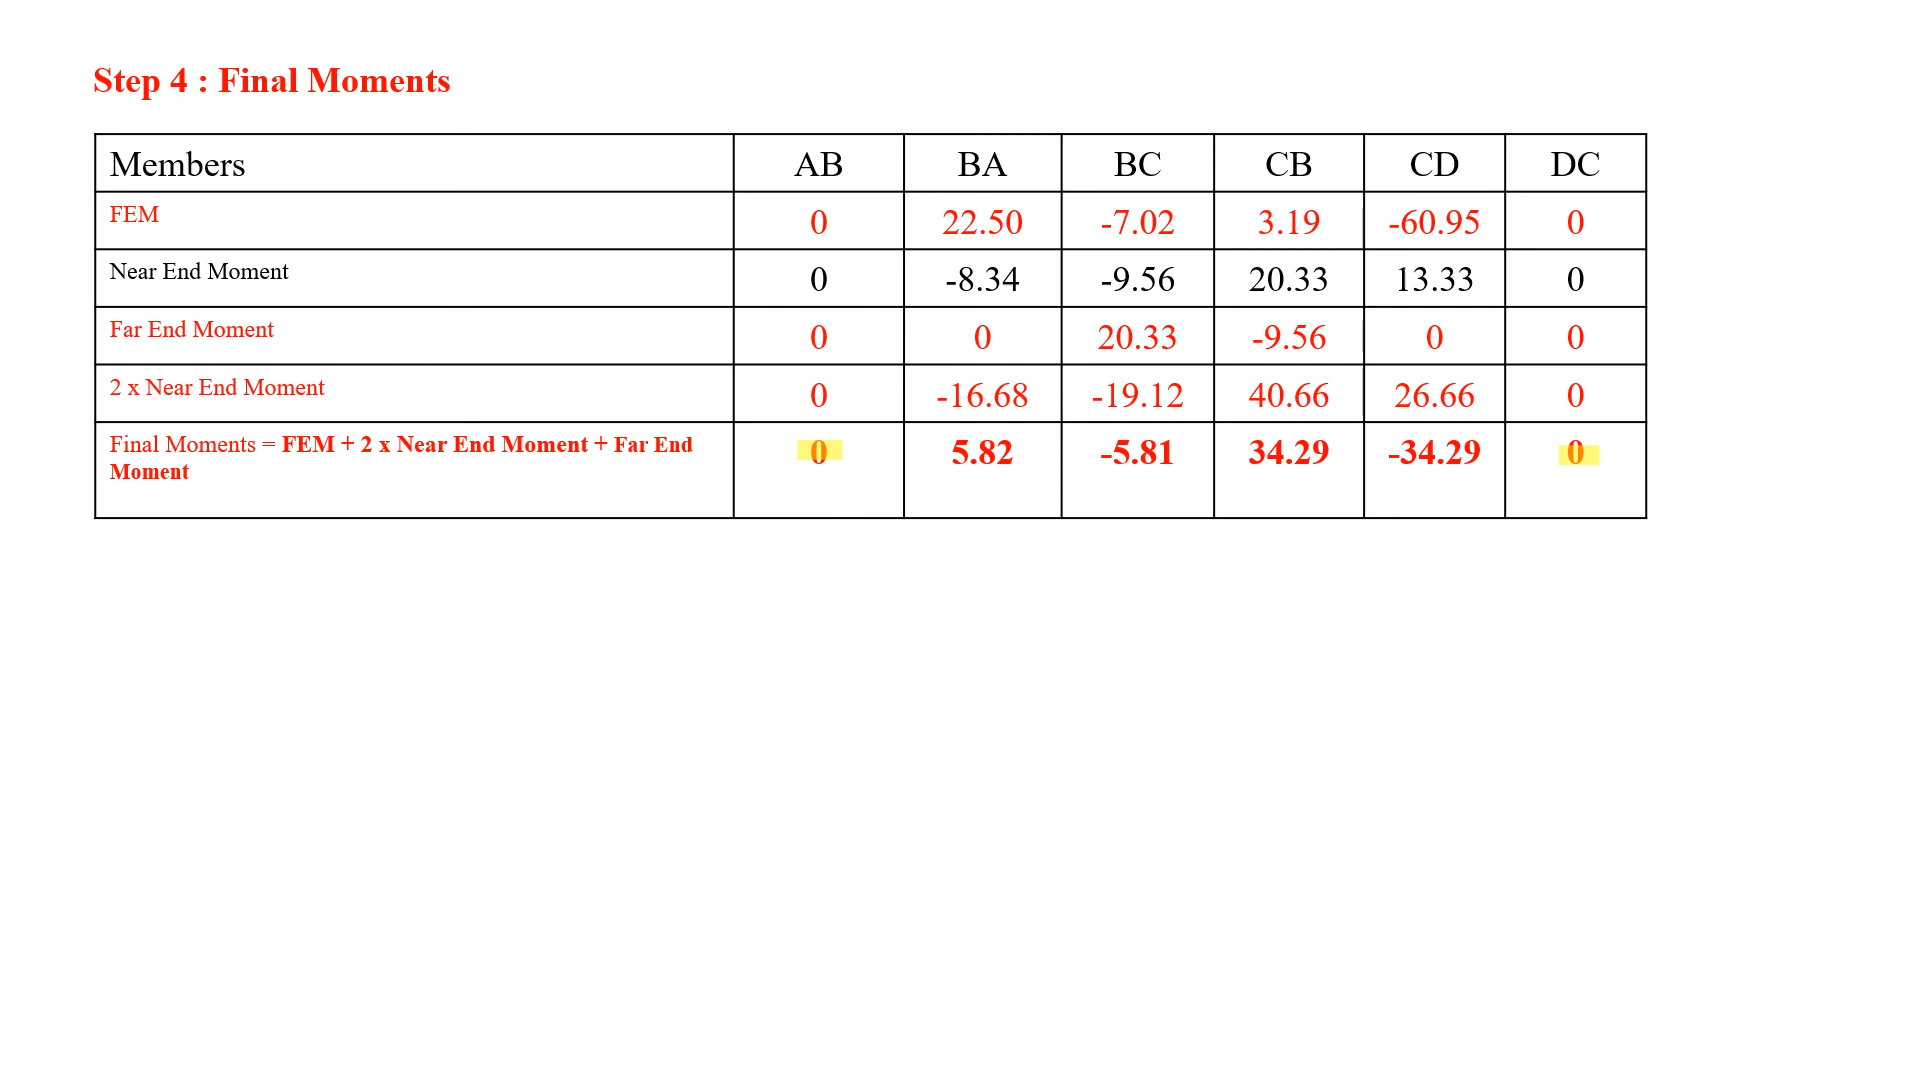 Step 4 : Final Moments
Members AB BA BC CB CD DC
FEM 0 22.50 -7.02 3.19 -60.95 0
Near End Moment 0 -8.34 -9.56 20.33 13.33 0
Far End Moment 0 0 20.33 -9.56 0 0
2 x Near End Moment 0 -16.68 -19.12 40.66 26.66 0
Final Moments = FEM + 2 x Near End Moment + Far End 0 5.82 -5.81 34.29 -34.29 0
Moment